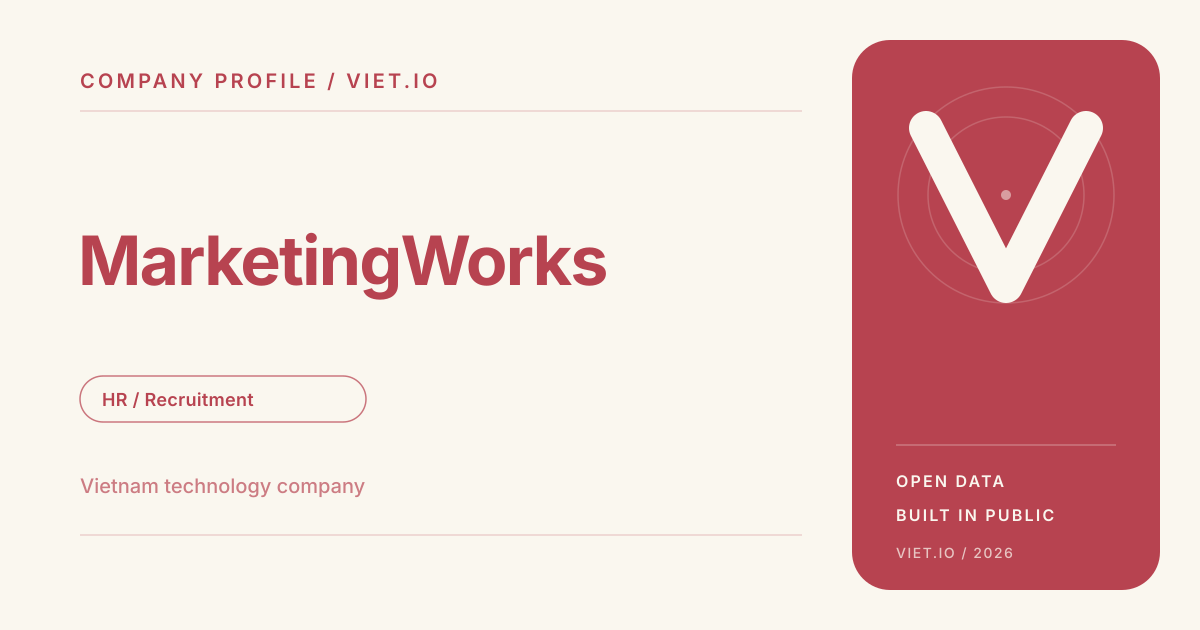 COMPANY PROFILE / VIET.IO
MarketingWorks
HR / Recruitment
Vietnam technology company
OPEN DATA
BUILT IN PUBLIC
VIET.IO / 2026